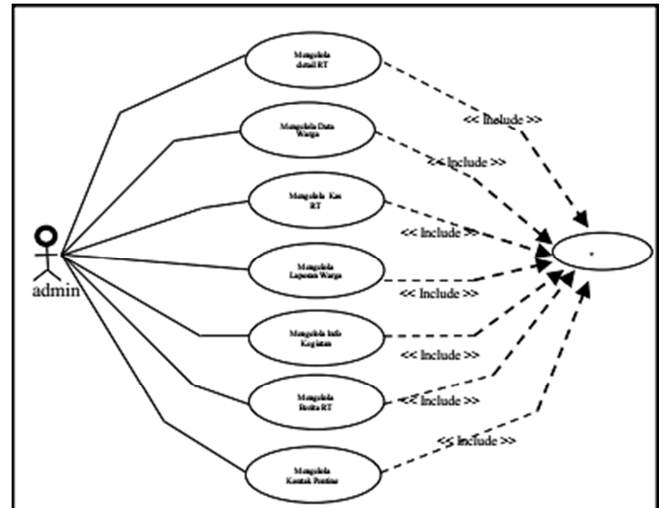 Mengelola
detail RT
<< Include >>
Mengelola Data
Warga
<< Include >>
Mengelola Kas
RT
<< Include >>
Mengelola
Laporan Warga
<< Include >>
admin
Mengelola Info
Kegiatan
<< Include >>
Mengelola
Berita RT
<< Include >>
<< Include >>
Mengelola
Kontak Penting